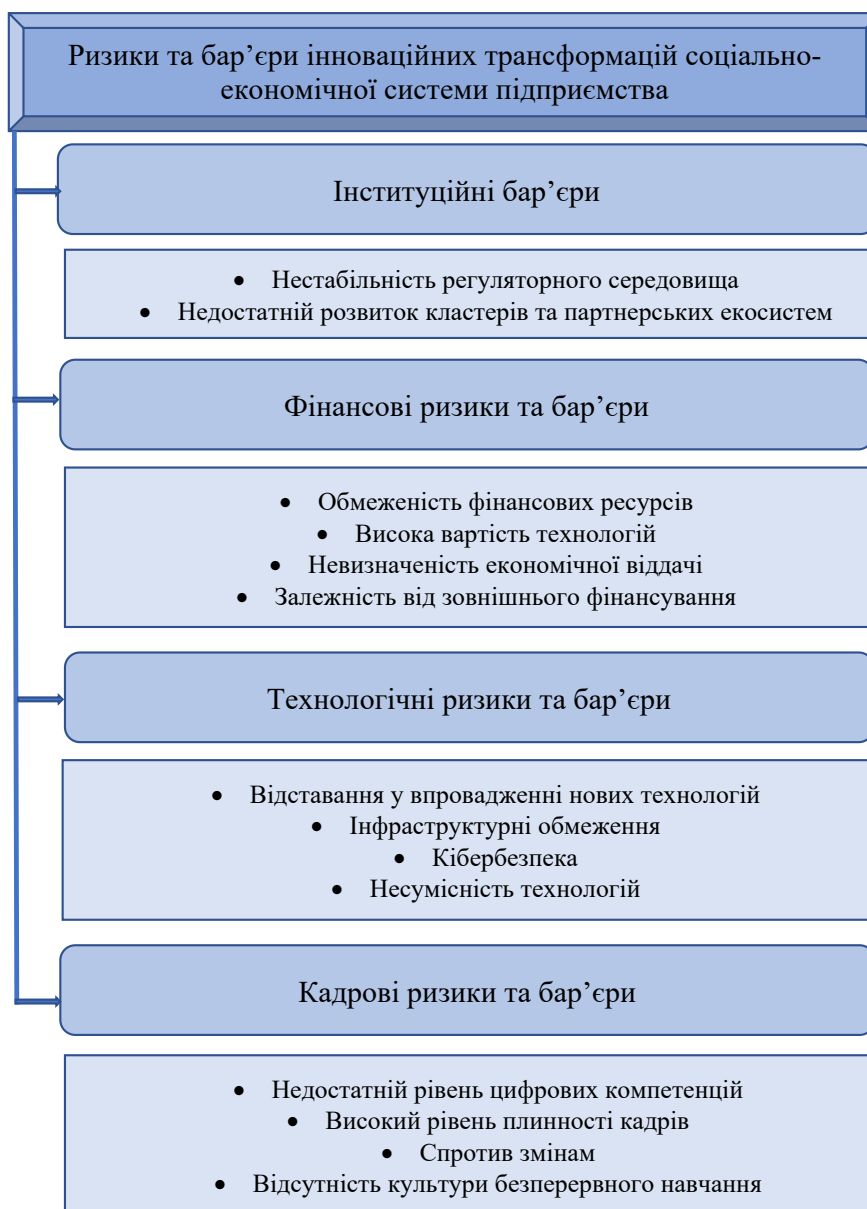 Ризики та бар’єри інноваційних трансформацій соціально-
економічної системи підприємства
Інституційні бар’єри
• Нестабільність регуляторного середовища
• Недостатній розвиток кластерів та партнерських екосистем
Фінансові ризики та бар’єри
• Обмеженість фінансових ресурсів
• Висока вартість технологій
• Невизначеність економічної віддачі
• Залежність від зовнішнього фінансування
Технологічні ризики та бар’єри
• Відставання у впровадженні нових технологій
• Інфраструктурні обмеження
• Кібербезпека
• Несумісність технологій
Кадрові ризики та бар’єри
• Недостатній рівень цифрових компетенцій
• Високий рівень плинності кадрів
• Спротив змінам
• Відсутність культури безперервного навчання